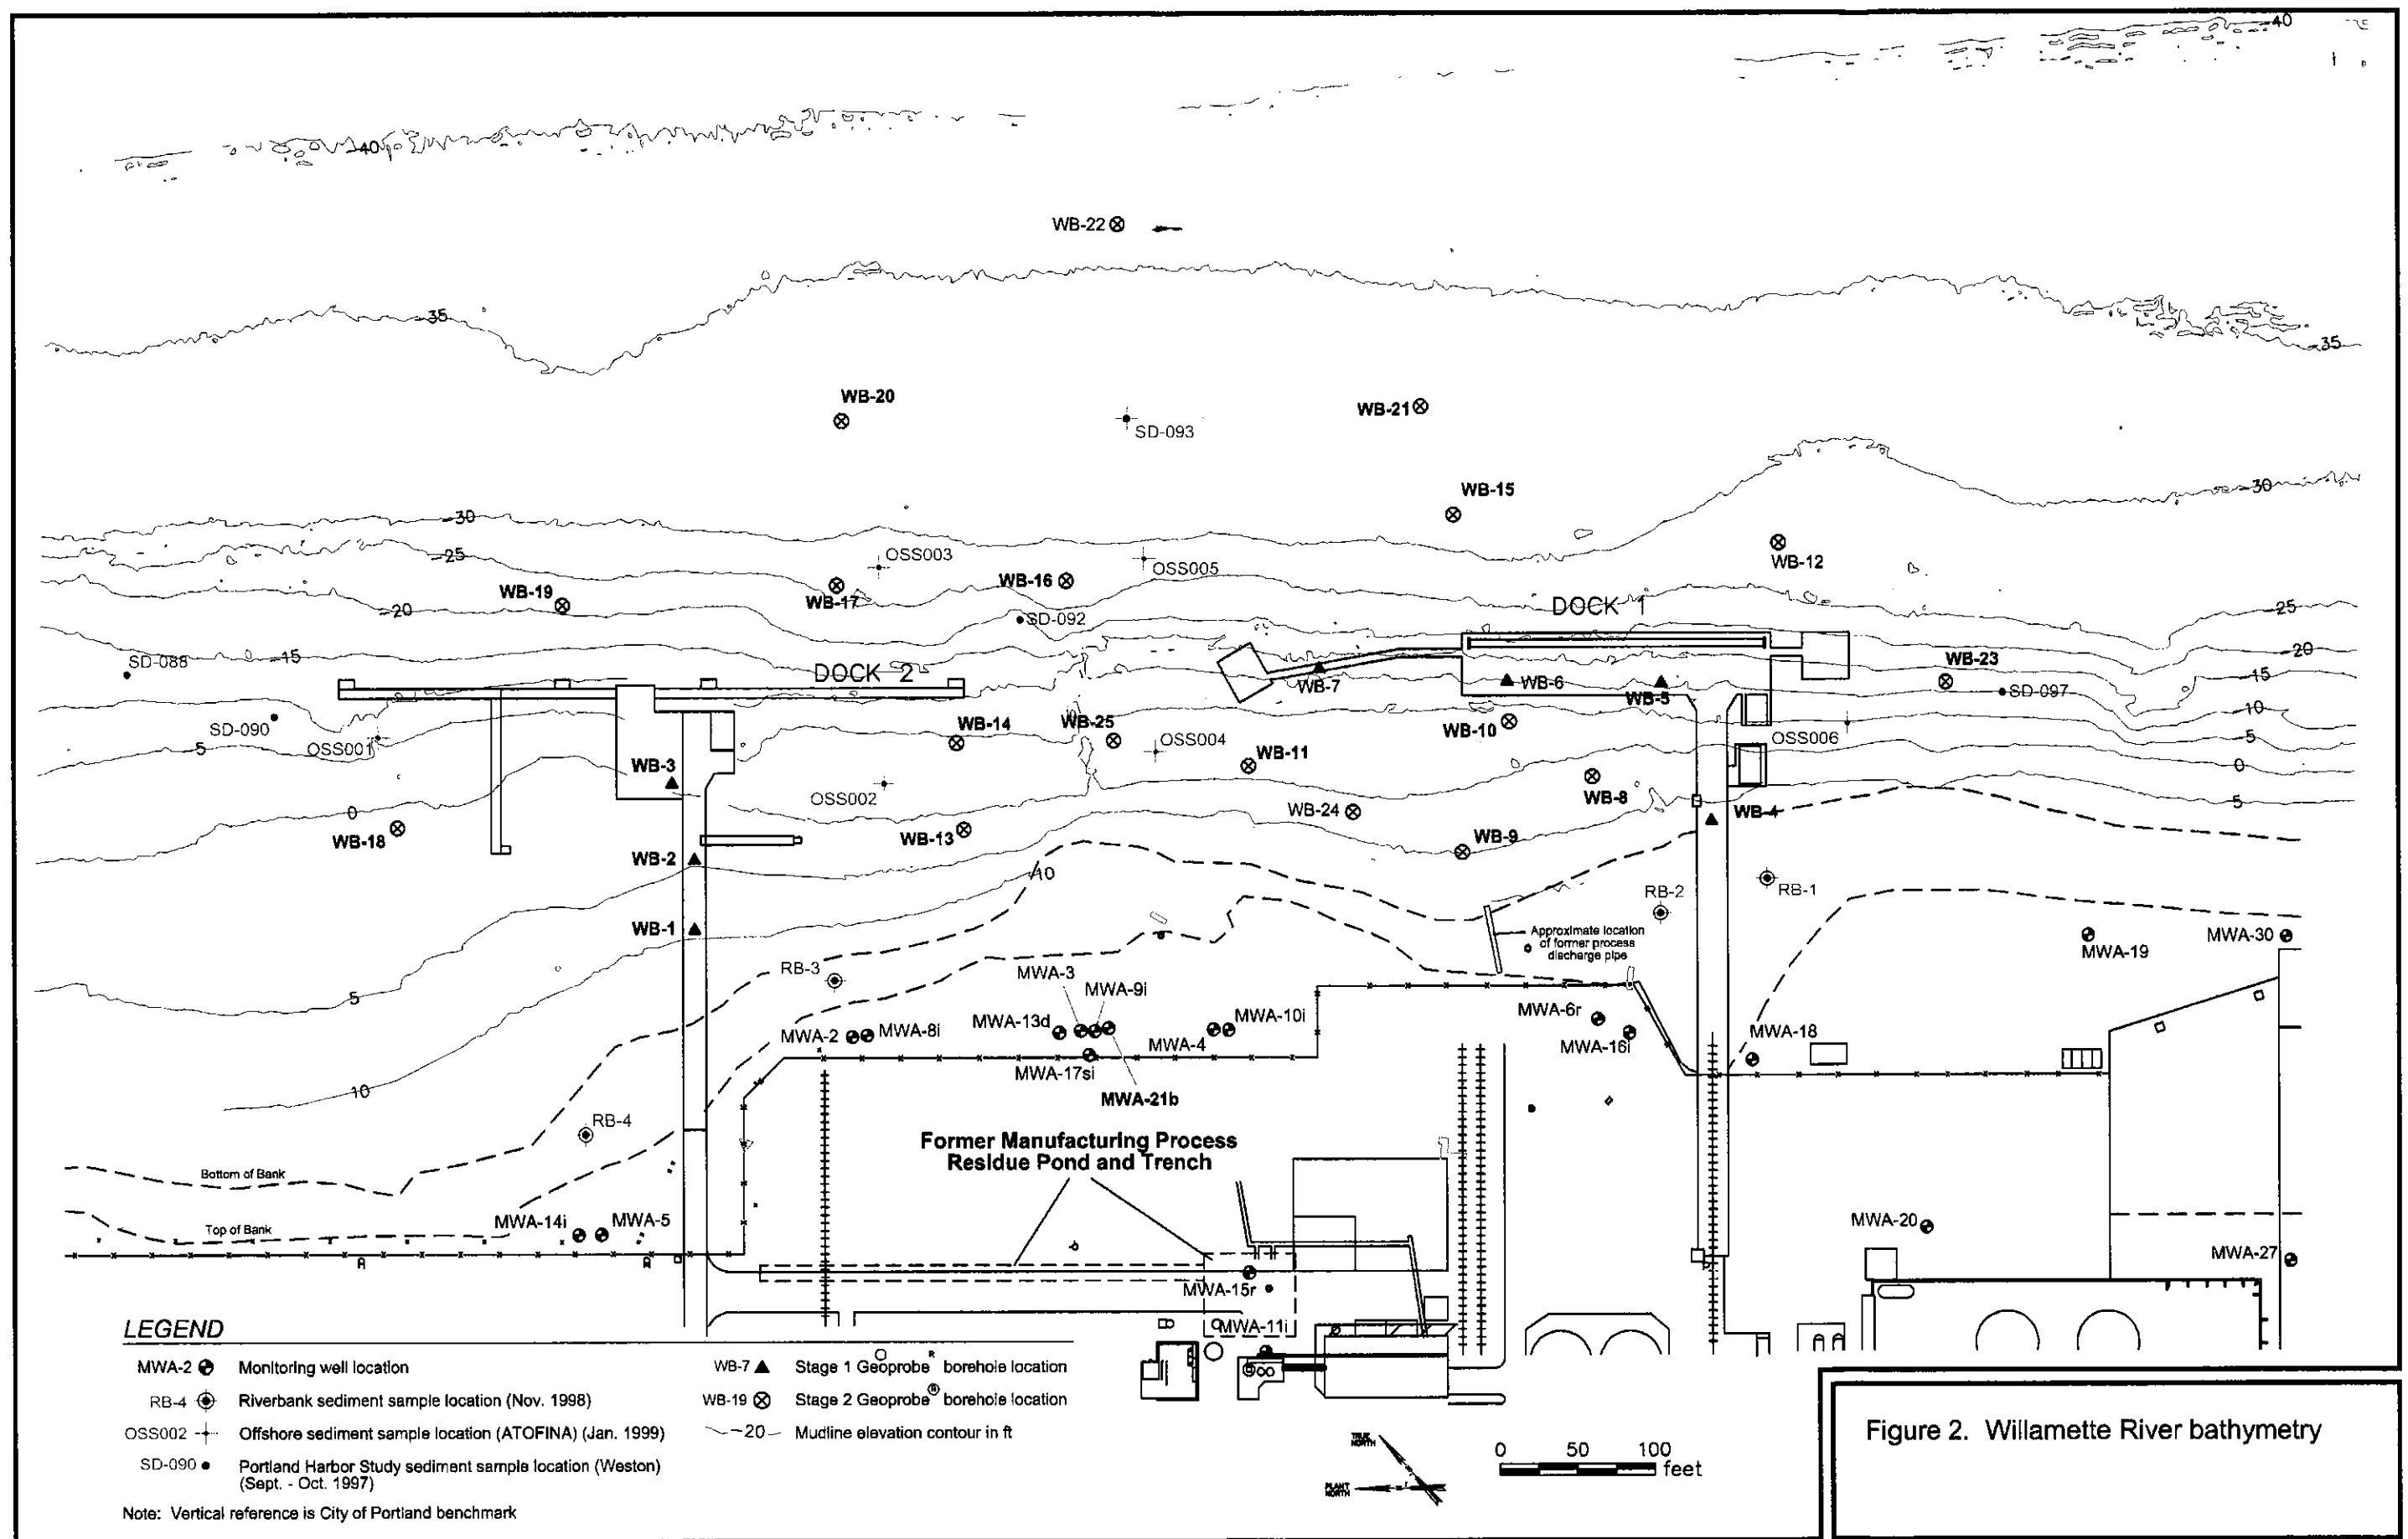 -40
-40
WB-22
-35
-35
WB-20
WB-21
SD-093
WB-15
-30
-30
OSS003
OSS005
WB-12
-25
WB-19
WB-17
WB-16
DOCK 1
-25
-20
SD-092
-20
SD-088
-15
DOCK 2
WB-7
WB-6
WB-5
WB-23
SD-097
-15
-10
SD-090
OSS001
-5
WB-14
WB-25
OSS004
WB-10
OSS006
-5
WB-3
WB-11
0
OSS002
WB-8
0
WB-18
WB-13
WB-24
WB-4
5
WB-9
WB-2
10
RB-2
RB-1
WB-1
Approximate location
of former process
discharge pipe
MWA-19
MWA-30
RB-3
MWA-3
MWA-9i
5
MWA-2
MWA-8i
MWA-13d
MWA-4
MWA-10i
MWA-6r
MWA-16i
MWA-18
MWA-17si
10
MWA-21b
RB-4
Former Manufacturing Process
Residue Pond and Trench
Bottom of Bank
Top of Bank
MWA-14i
MWA-5
MWA-20
MWA-27
MWA-15r
MWA-11i
LEGEND
MWA-2 Monitoring well location
RB-4 Riverbank sediment sample location (Nov. 1998)
OSS002 Offshore sediment sample location (ATOFINA) (Jan. 1999)
SD-090 Portland Harbor Study sediment sample location (Weston)
(Sept. - Oct. 1997)
WB-7 Stage 1 Geoprobe R borehole location
WB-19 Stage 2 Geoprobe® borehole location
-20 Mudline elevation contour in ft
Note: Vertical reference is City of Portland benchmark
TRUE
NORTH
PLANT
NORTH
0 50 100
feet
Figure 2. Willamette River bathymetry